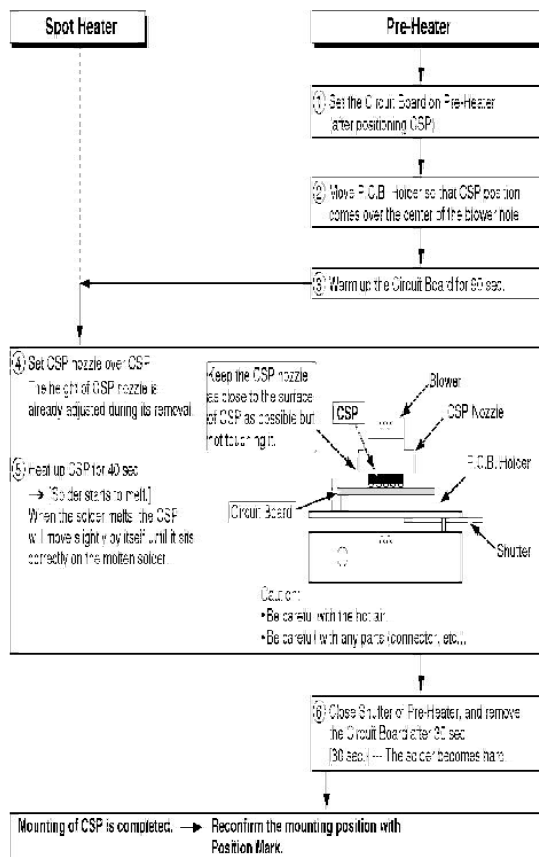 Spot Heater
Pre-Heater
① Set the Circuit Board on Pre-Heater
(after positioning CSP)
② Move P.C.B. Holder so that CSP position
comes over the center of the blower hole
③ Warm up the Circuit Board for 90 sec.
④ Set CSP nozzle over CSP
The height of CSP nozzle is
already adjusted during its removal.
⑤ Heat up CSP for 40 sec
→ [Solder starts to melt.]
When the solder melts, the CSP
will move slightly by itself until it sits
correctly on the molten solder.
Keep the CSP nozzle
as close to the surface
of CSP as possible but
not touching it.
Blower
CSP
CSP Nozzle
P.C.B. Holder
Circuit Board
Shutter
Caution:
•Be careful with the hot air.
•Be careful with any parts (connector, etc...)
⑥ Close Shutter of Pre-Heater, and remove
the Circuit Board after 30 sec
[30 sec.] --- The solder becomes hard.
Mounting of CSP is completed. → Reconfirm the mounting position with
Position Mark.